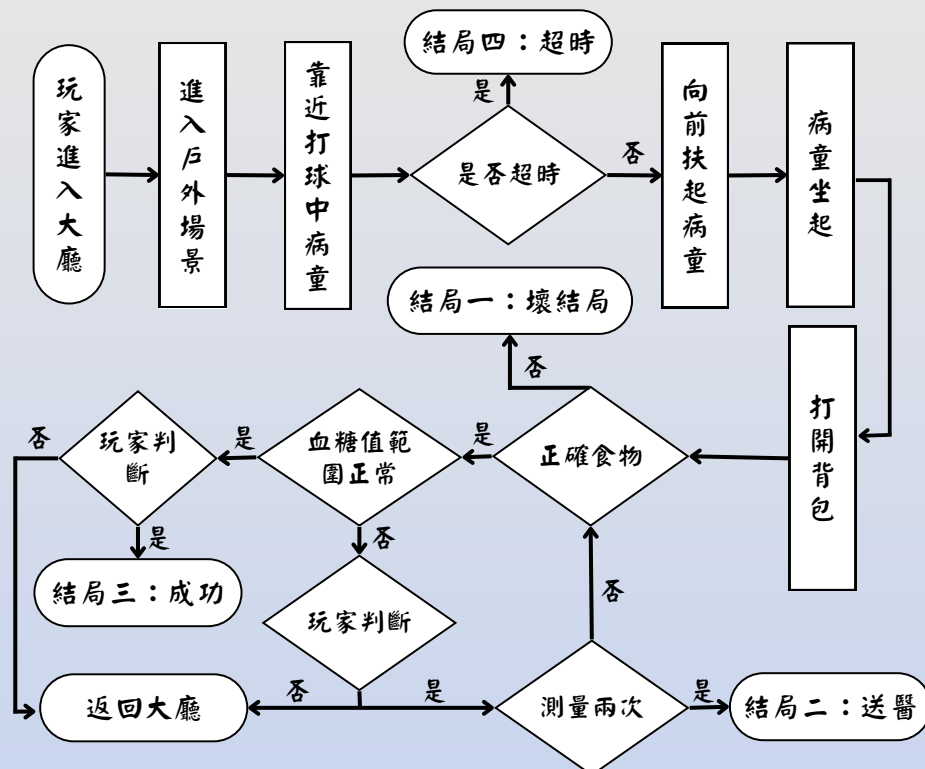 結局四：超時
玩家進入大廳
進入戶外場景
靠近打球中病童
是
是否超時
否
向前扶起病童
病童坐起
結局一：壞結局
否
打開背包
否
玩家判
斷
是
血糖值範
圍正常
是
正確食物
是
否
結局三：成功
玩家判斷
否
返回大廳
否
是
測量兩次
是
結局二：送醫